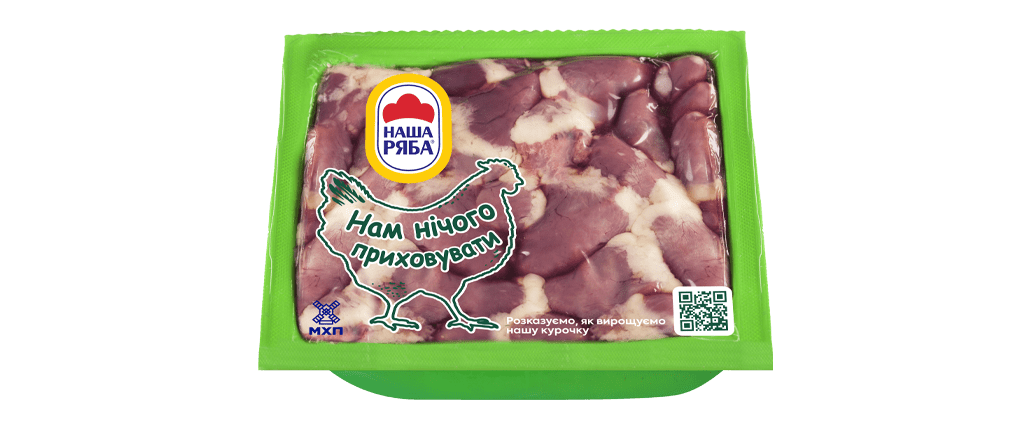 НАША
РЯБА®
Нам нічого
приховувати
МХП
Розказуємо, як вирощуємо
нашу курочку